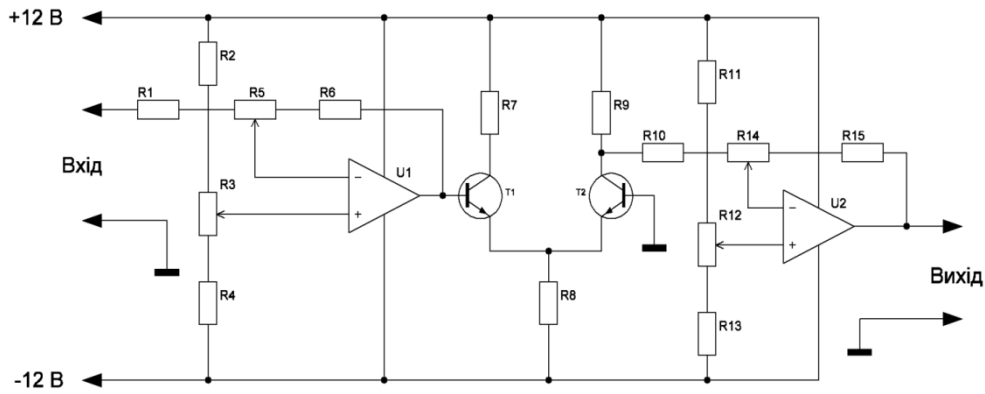 +12 В
R2
R11
R1
R5
R6
R7
R9
R10
R14
R15
Вхід
U1
T1
T2
R3
−
+
U2
R12
−
+
R4
R8
R13
Вихід
-12 В